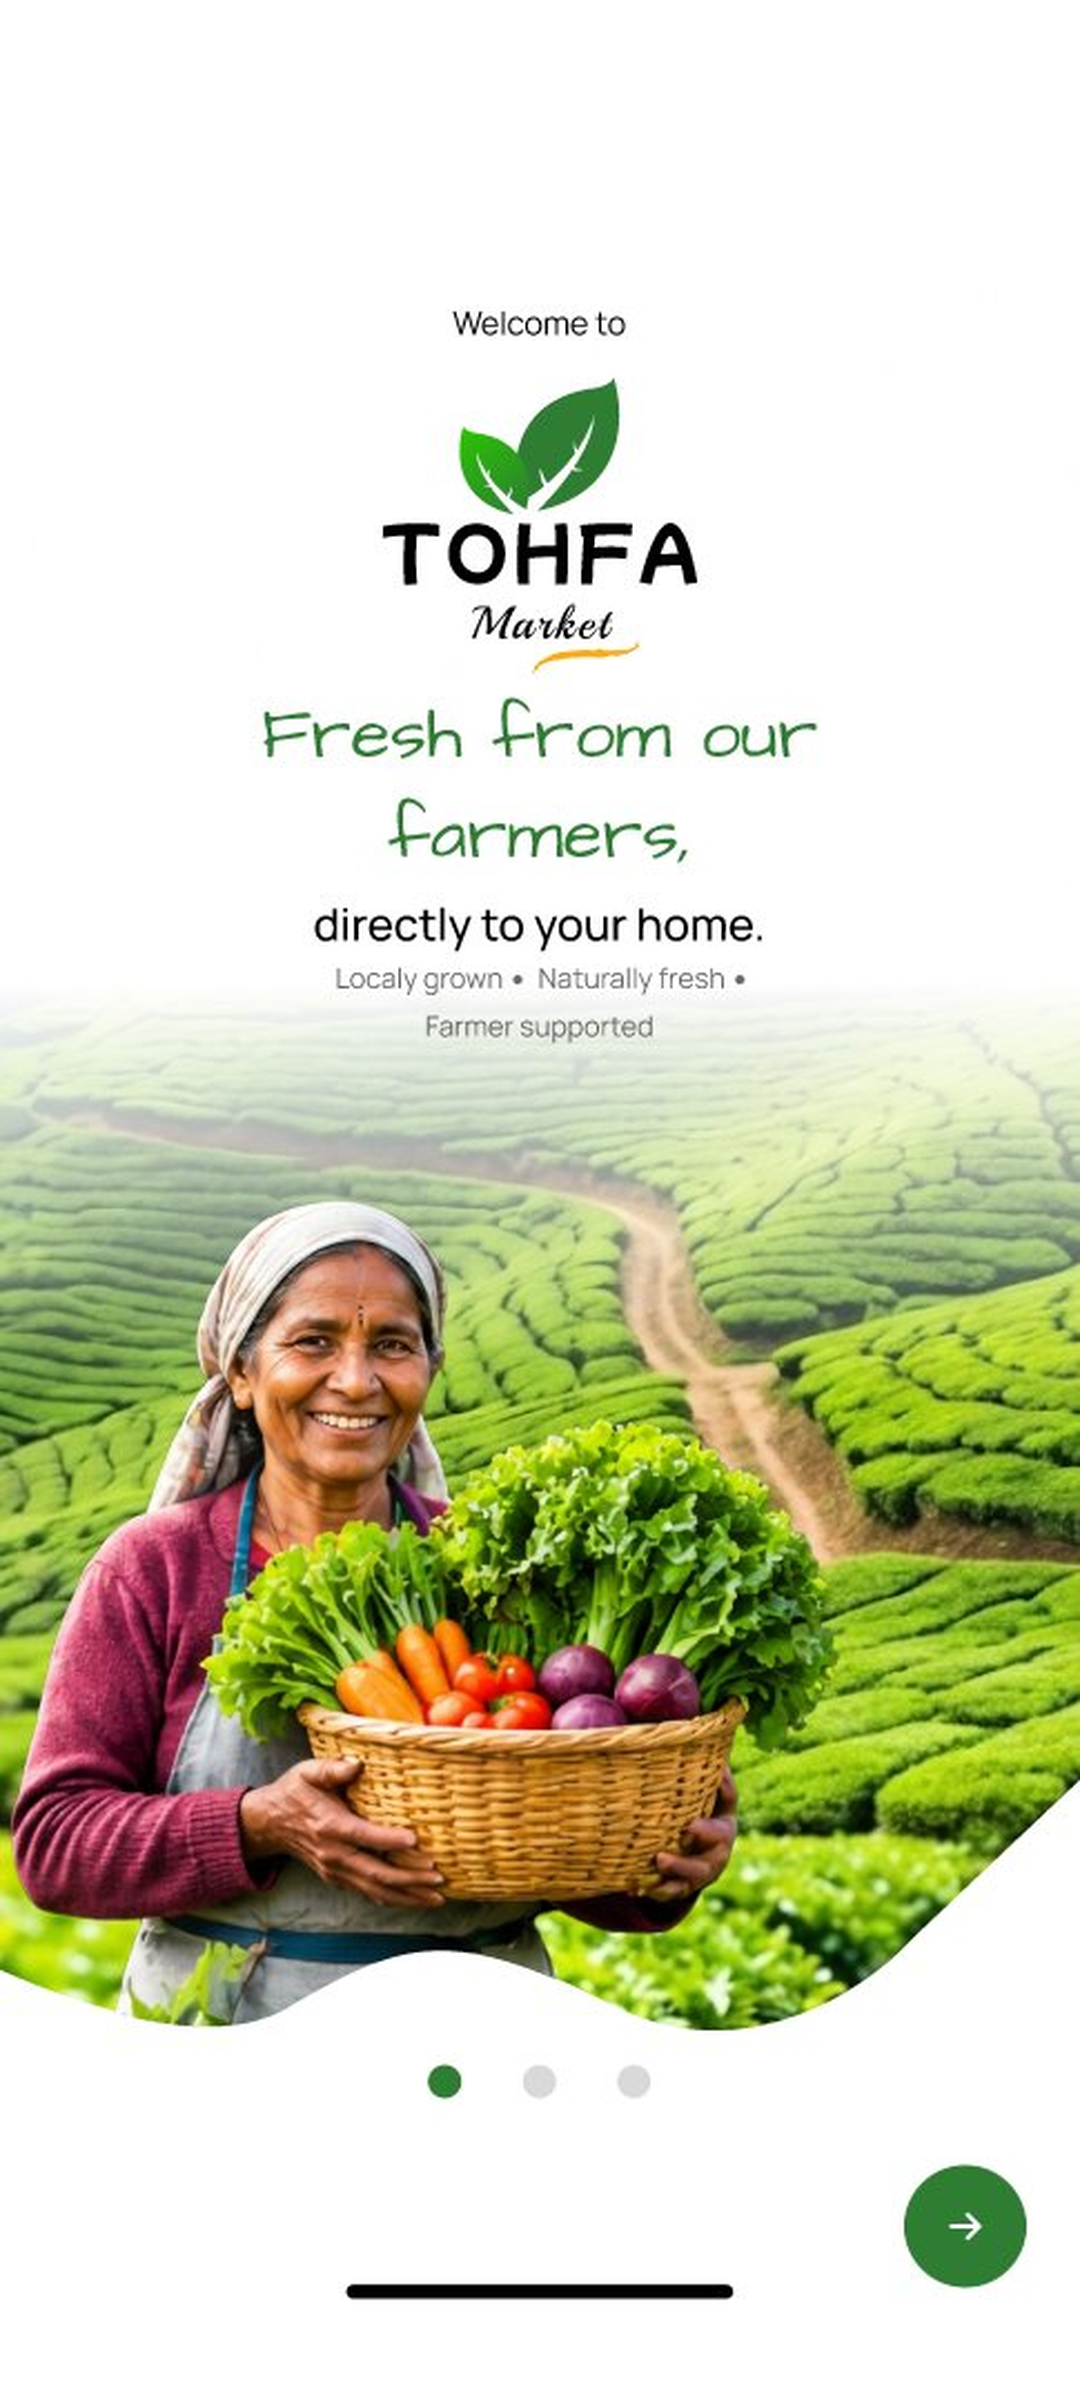 Welcome to
TOHFA
Market
Fresh from our
farmers,
directly to your home.
Localy grown • Naturally fresh •
Farmer supported